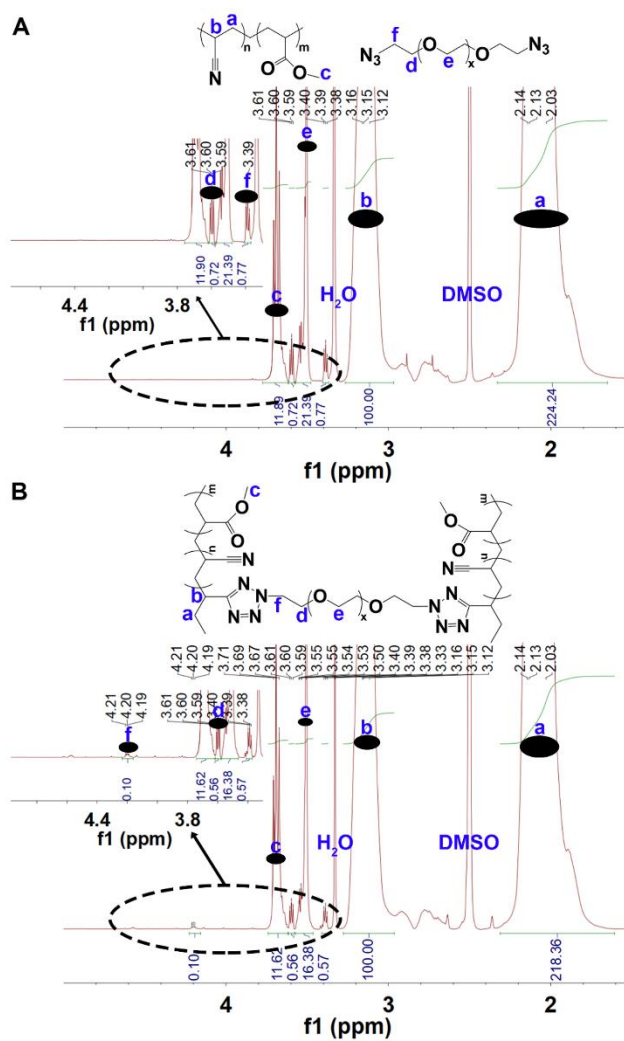 A
b a
n m
N
O O
c
f
N3 O O N3
d e x
3.61
3.60
3.59
3.40
3.39
3.38
3.16
3.15
3.12
2.14
2.13
2.03
3.61
3.60
3.59
3.39
d f
e
b
a
11.90
0.72
21.39
0.77
4.4 3.8
f1 (ppm)
c
H2O
DMSO
11.89
0.72
21.39
0.77
100.00
224.24
4 3 2
f1 (ppm)
B
m c
O
O
n
N
b
a
N N
N N
f d
O
e
x
O
N N
N N
m
O
O
n
N
4.21
4.20
4.19
3.71
3.69
3.67
3.61
3.60
3.59
3.55
3.55
3.54
3.53
3.50
3.40
3.39
3.38
3.33
3.16
3.15
3.12
2.14
2.13
2.03
4.21
4.20
4.19
3.61
3.60
3.59
3.40
3.39
3.38
f
d
e
b
a
0.10
11.62
0.56
16.38
0.57
4.4 3.8
f1 (ppm)
c
H2O
DMSO
0.10
11.62
0.56
16.38
0.57
100.00
218.36
4 3 2
f1 (ppm)